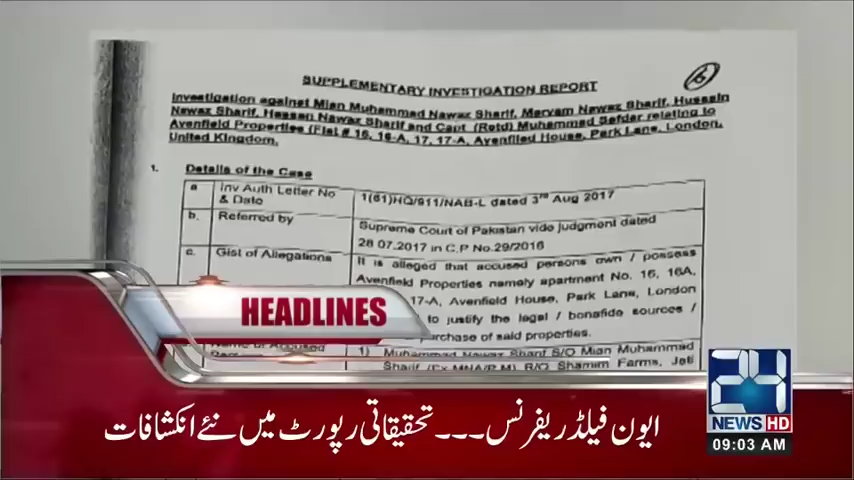 6
SUPPLEMENTARY INVESTIGATION REPORT
Investigation against Mian Muhammad Nawaz Sharif, Maryam Nawaz Sharif, Hussain
Nawaz Sharif, Hassan Nawaz Sharif and Capt (Retd) Muhammad Safdar relating to
Avenfield Properties (Flat # 16, 16-A, 17, 17-A, Avenfiled House, Park Lane, London,
United Kingdom.
1. Details of the Case
a Inv Auth Letter No & Date
1(61)HQ/911/NAB-L dated 3rd Aug 2017
b. Referred by
Supreme Court of Pakistan vide judgment dated
28.07.2017 in C.P No.29/2016
c. Gist of Allegations
It is alleged that accused persons own / possess
Avenfield Properties namely apartment No. 16, 16A,
17-A, Avenfield House, Park Lane, London
to justify the legal / bonafide sources /
purchase of said properties.
1) Muhammad Nawaz Sharif S/O Mian Muhammad
Sharif (Ex MNA/P.M) R/O Shamim Farms, Jati
HEADLINES
ایون فیلڈ ریفرنس۔۔۔ تحقیقاتی رپورٹ میں نئے انکشافات
24
NEWS HD
09:03 AM